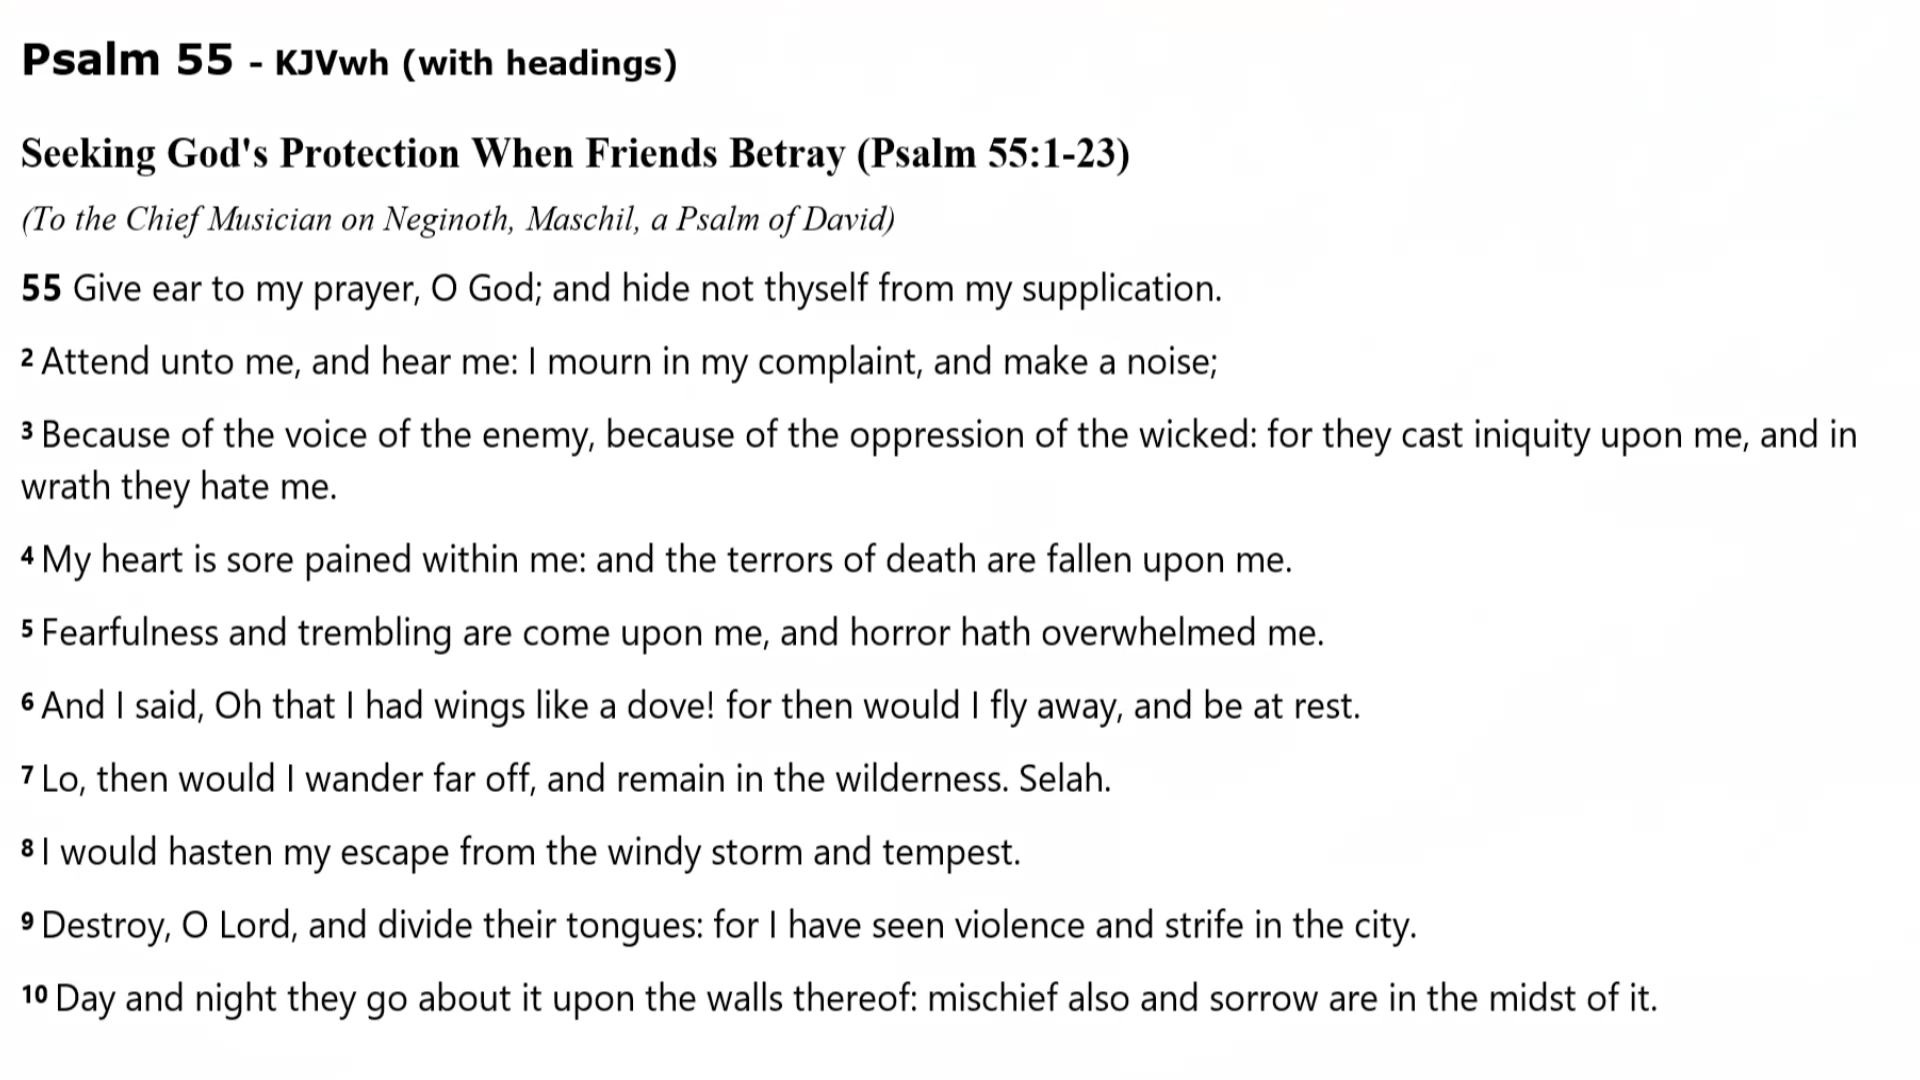 Psalm 55 - KJVwh (with headings)
Seeking God's Protection When Friends Betray (Psalm 55:1-23)
(To the Chief Musician on Neginoth, Maschil, a Psalm of David)
55 Give ear to my prayer, O God; and hide not thyself from my supplication.
2 Attend unto me, and hear me: I mourn in my complaint, and make a noise;
3 Because of the voice of the enemy, because of the oppression of the wicked: for they cast iniquity upon me, and in
wrath they hate me.
4 My heart is sore pained within me: and the terrors of death are fallen upon me.
5 Fearfulness and trembling are come upon me, and horror hath overwhelmed me.
6 And I said, Oh that I had wings like a dove! for then would I fly away, and be at rest.
7 Lo, then would I wander far off, and remain in the wilderness. Selah.
8 I would hasten my escape from the windy storm and tempest.
9 Destroy, O Lord, and divide their tongues: for I have seen violence and strife in the city.
10 Day and night they go about it upon the walls thereof: mischief also and sorrow are in the midst of it.